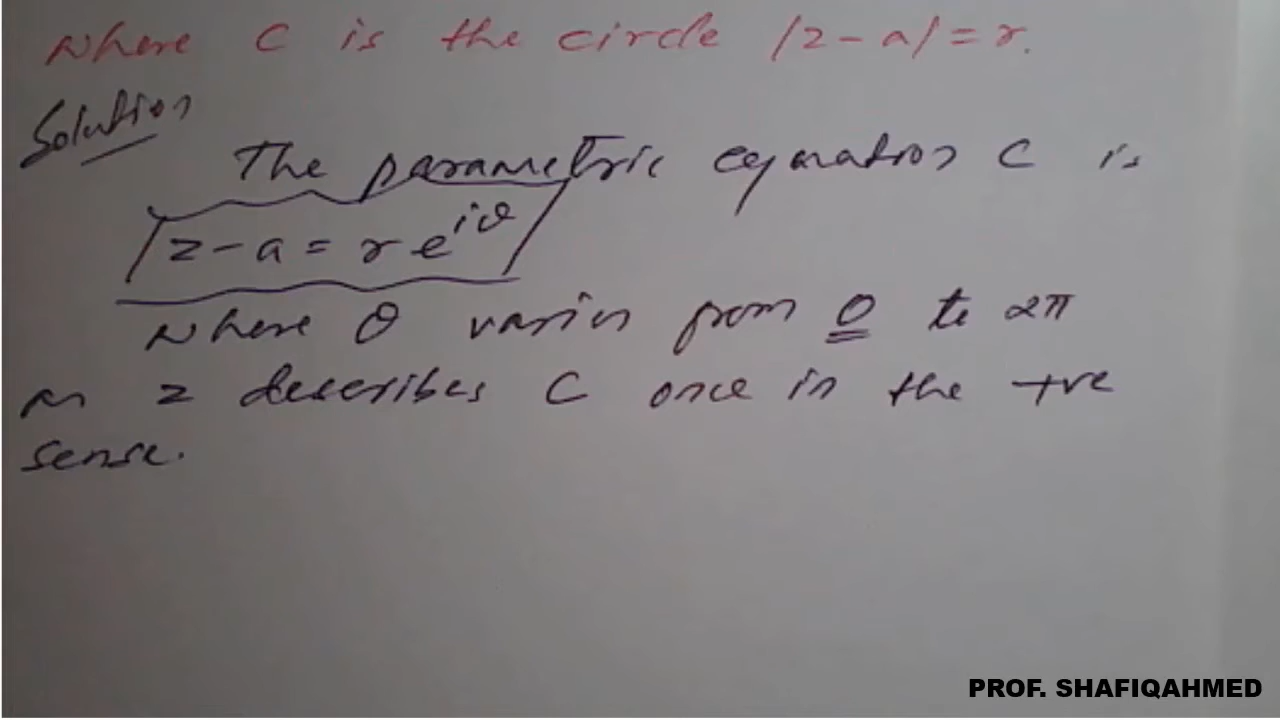 Where C is the circle |z-a|=r.
Solution
The parametric equation C is
z-a = re^{iθ}
Where θ varies from 0 to 2π
as z describes C once in the +ve
sense.
PROF. SHAFIQAHMED